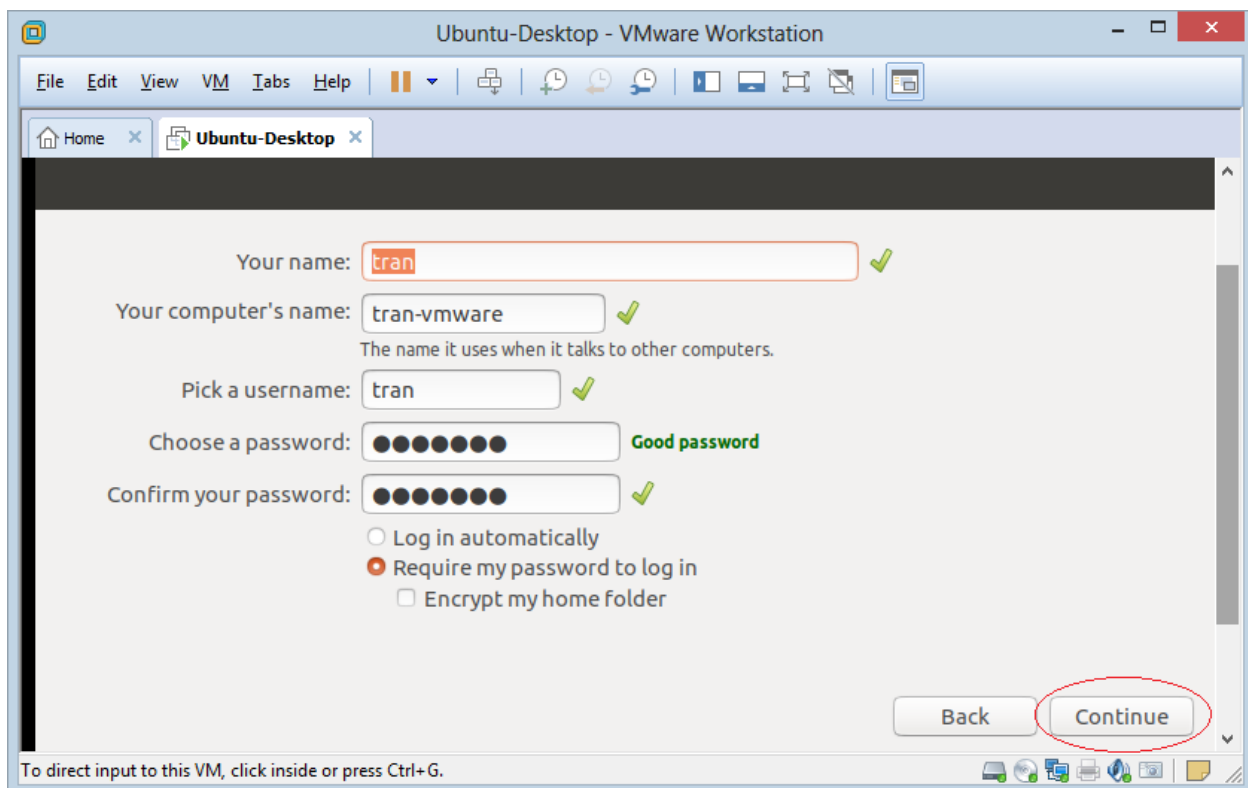 Ubuntu-Desktop - VMware Workstation
File Edit View VM Tabs Help
Home Ubuntu-Desktop
Your name: tran
Your computer's name: tran-vmware
The name it uses when it talks to other computers.
Pick a username: tran
Choose a password: ●●●●●●● Good password
Confirm your password: ●●●●●●●
Log in automatically
Require my password to log in
Encrypt my home folder
Back Continue
To direct input to this VM, click inside or press Ctrl+G.